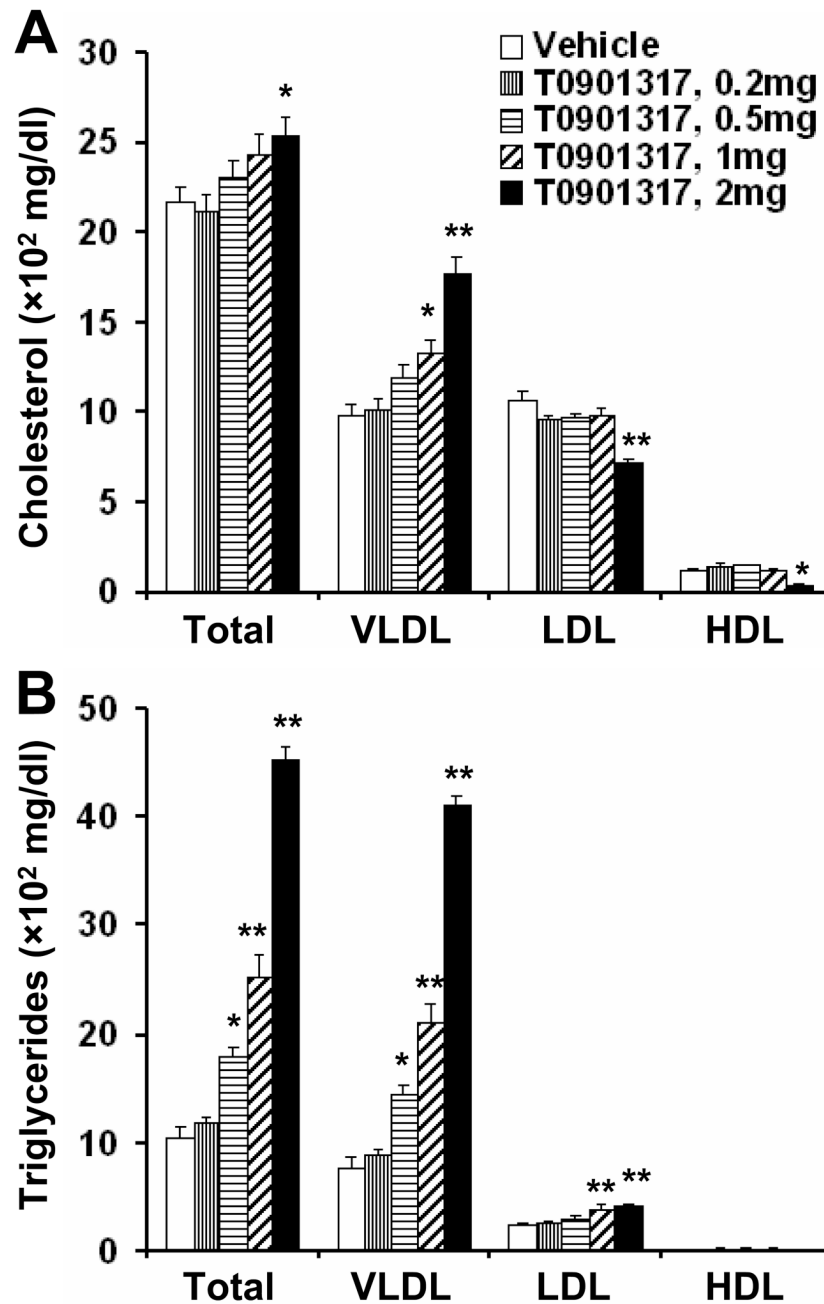 A
Cholesterol (×10² mg/dl)
30
25
20
15
10
5
0
Vehicle
T0901317, 0.2mg
T0901317, 0.5mg
T0901317, 1mg
T0901317, 2mg
*
* **
**
*
Total VLDL LDL HDL
B
Triglycerides (×10² mg/dl)
50
40
30
20
10
0
* ** **
* ** **
** **
Total VLDL LDL HDL